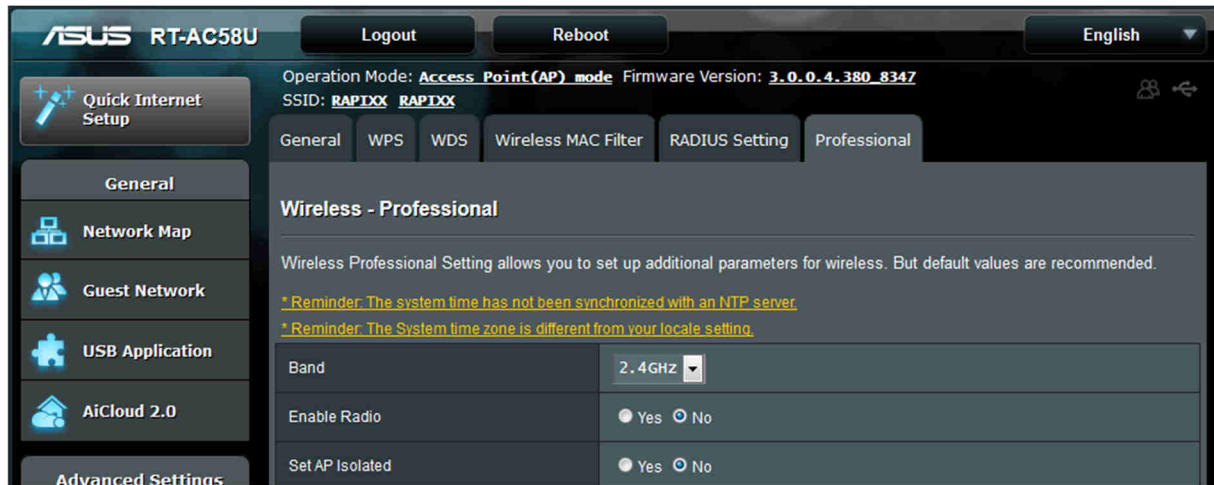 ASUS RT-AC58U Logout Reboot English
Quick Internet Setup
Operation Mode: Access Point(AP) mode Firmware Version: 3.0.0.4.380_8347
SSID: RAPIXX RAPIXX
General WPS WDS Wireless MAC Filter RADIUS Setting Professional
General
Network Map
Guest Network
USB Application
AiCloud 2.0
Advanced Settings
Wireless - Professional
Wireless Professional Setting allows you to set up additional parameters for wireless. But default values are recommended.
* Reminder: The system time has not been synchronized with an NTP server.
* Reminder: The System time zone is different from your locale setting.
Band 2.4GHz
Enable Radio Yes No
Set AP Isolated Yes No